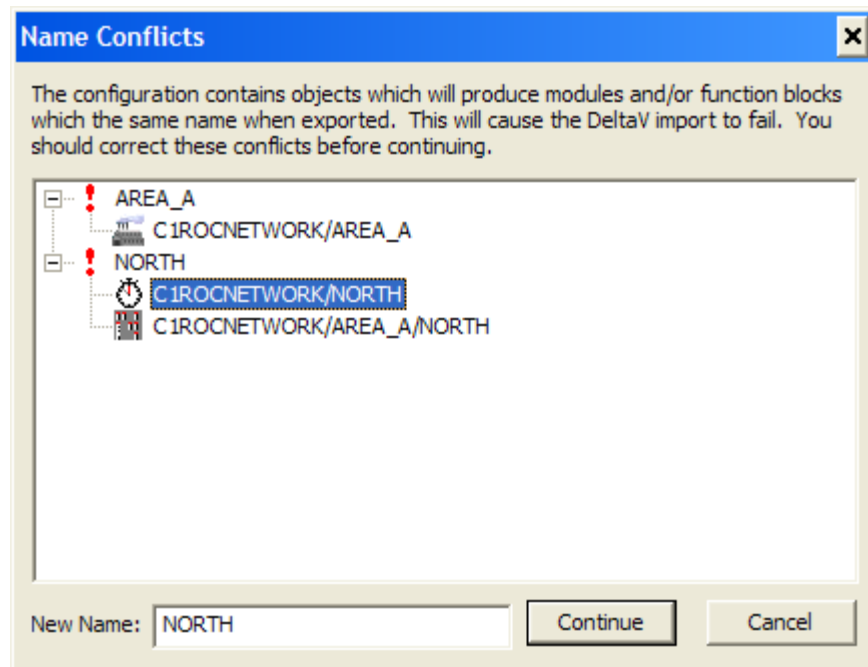 Name Conflicts
The configuration contains objects which will produce modules and/or function blocks
which the same name when exported.  This will cause the DeltaV import to fail.  You
should correct these conflicts before continuing.
AREA_A
C1ROCNETWORK/AREA_A
NORTH
C1ROCNETWORK/NORTH
C1ROCNETWORK/AREA_A/NORTH
New Name: NORTH Continue Cancel